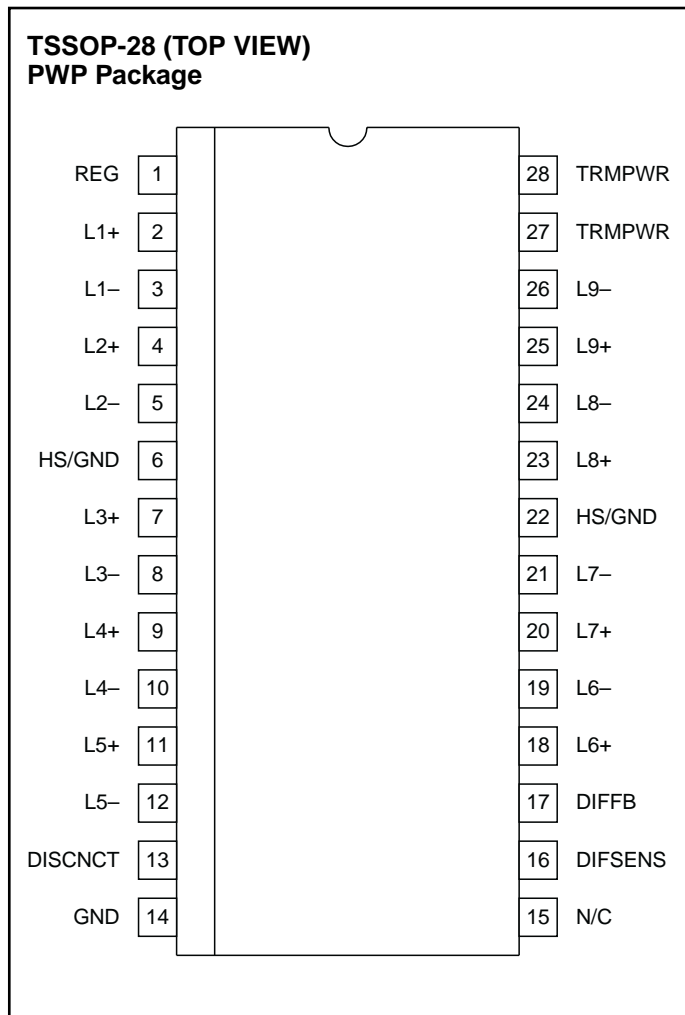 TSSOP-28 (TOP VIEW)
PWP Package
REG 1 28 TRMPWR
L1+ 2 27 TRMPWR
L1– 3 26 L9–
L2+ 4 25 L9+
L2– 5 24 L8–
HS/GND 6 23 L8+
L3+ 7 22 HS/GND
L3– 8 21 L7–
L4+ 9 20 L7+
L4– 10 19 L6–
L5+ 11 18 L6+
L5– 12 17 DIFFB
DISCNCT 13 16 DIFSENS
GND 14 15 N/C